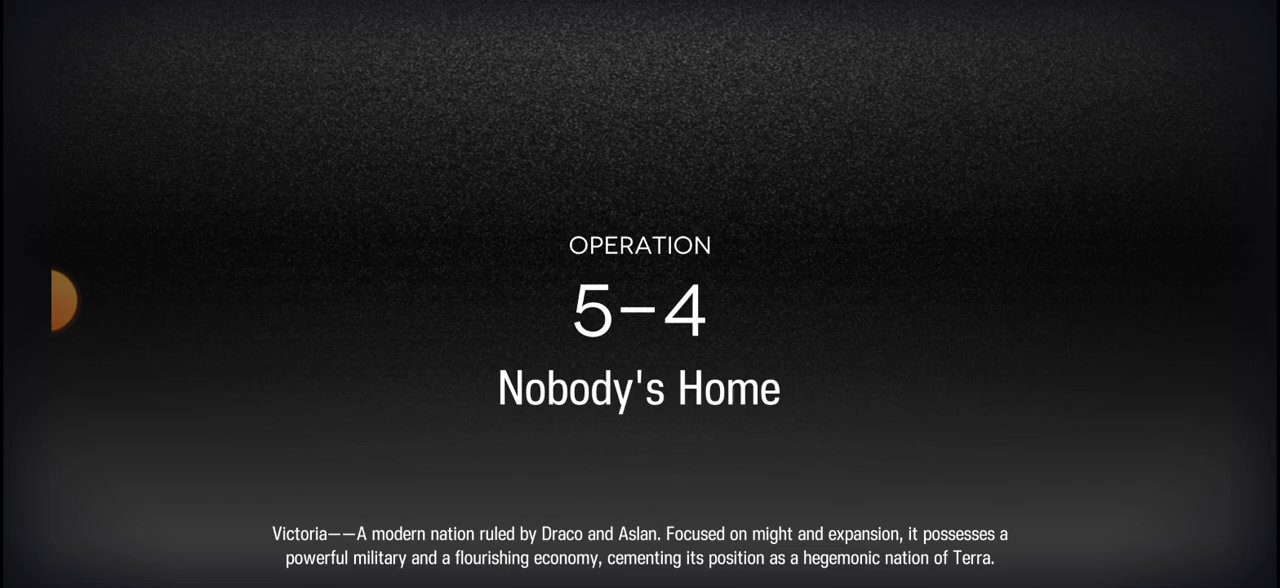 OPERATION
5-4
Nobody's Home
Victoria——A modern nation ruled by Draco and Aslan. Focused on might and expansion, it possesses a
powerful military and a flourishing economy, cementing its position as a hegemonic nation of Terra.